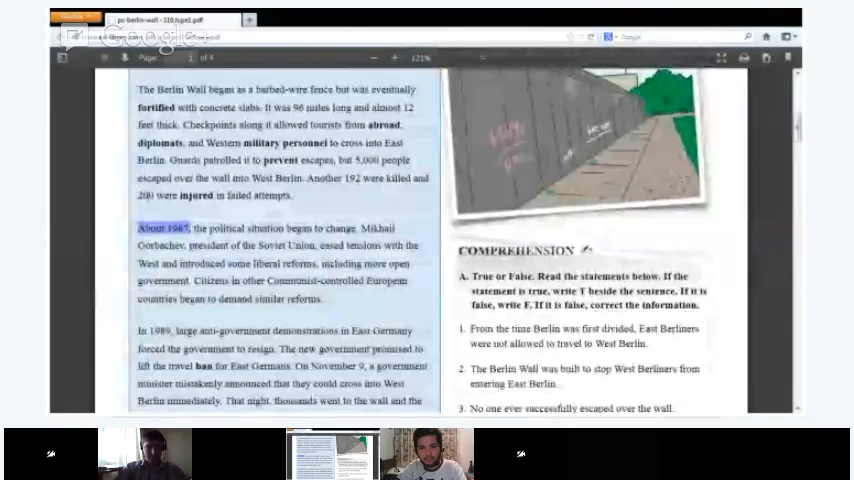 ps-berlin-wall - 110.type1.pdf
Google+
Google
Page:
1 of 4
121%
The Berlin Wall began as a barbed-wire fence but was eventually
fortified with concrete slabs. It was 96 miles long and almost 12
feet thick. Checkpoints along it allowed tourists from abroad,
diplomats, and Western military personnel to cross into East
Berlin. Guards patrolled it to prevent escapes, but 5,000 people
escaped over the wall into West Berlin. Another 192 were killed and
200 were injured in failed attempts.
About 1987, the political situation began to change. Mikhail
Gorbachev, president of the Soviet Union, eased tensions with the
West and introduced some liberal reforms, including more open
government. Citizens in other Communist-controlled European
countries began to demand similar reforms.
In 1989, large anti-government demonstrations in East Germany
forced the government to resign. The new government promised to
lift the travel ban for East Germans. On November 9, a government
minister mistakenly announced that they could cross into West
Berlin immediately. That night, thousands went to the wall and the
COMPREHENSION
A. True or False. Read the statements below. If the
statement is true, write T beside the sentence. If it is
false, write F. If it is false, correct the information.
1. From the time Berlin was first divided, East Berliners
were not allowed to travel to West Berlin.
2. The Berlin Wall was built to stop West Berliners from
entering East Berlin.
3. No one ever successfully escaped over the wall.